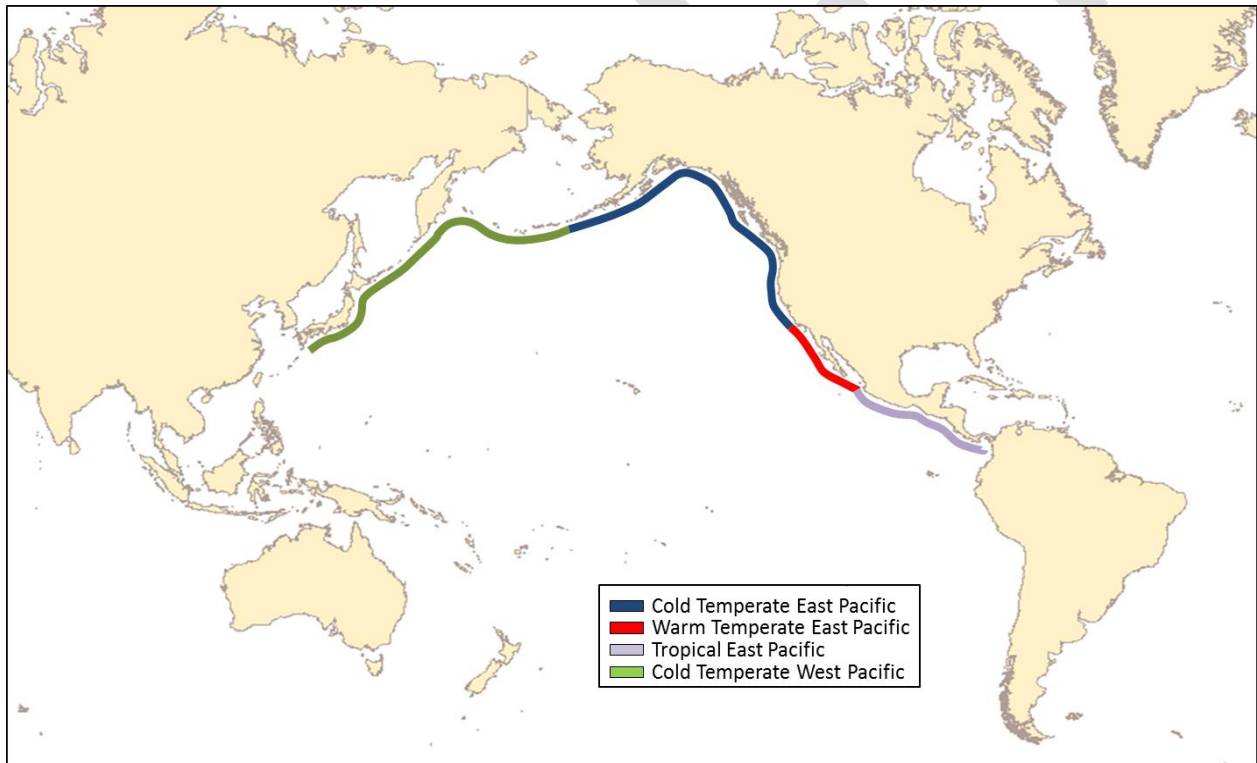 Cold Temperate East Pacific
Warm Temperate East Pacific
Tropical East Pacific
Cold Temperate West Pacific